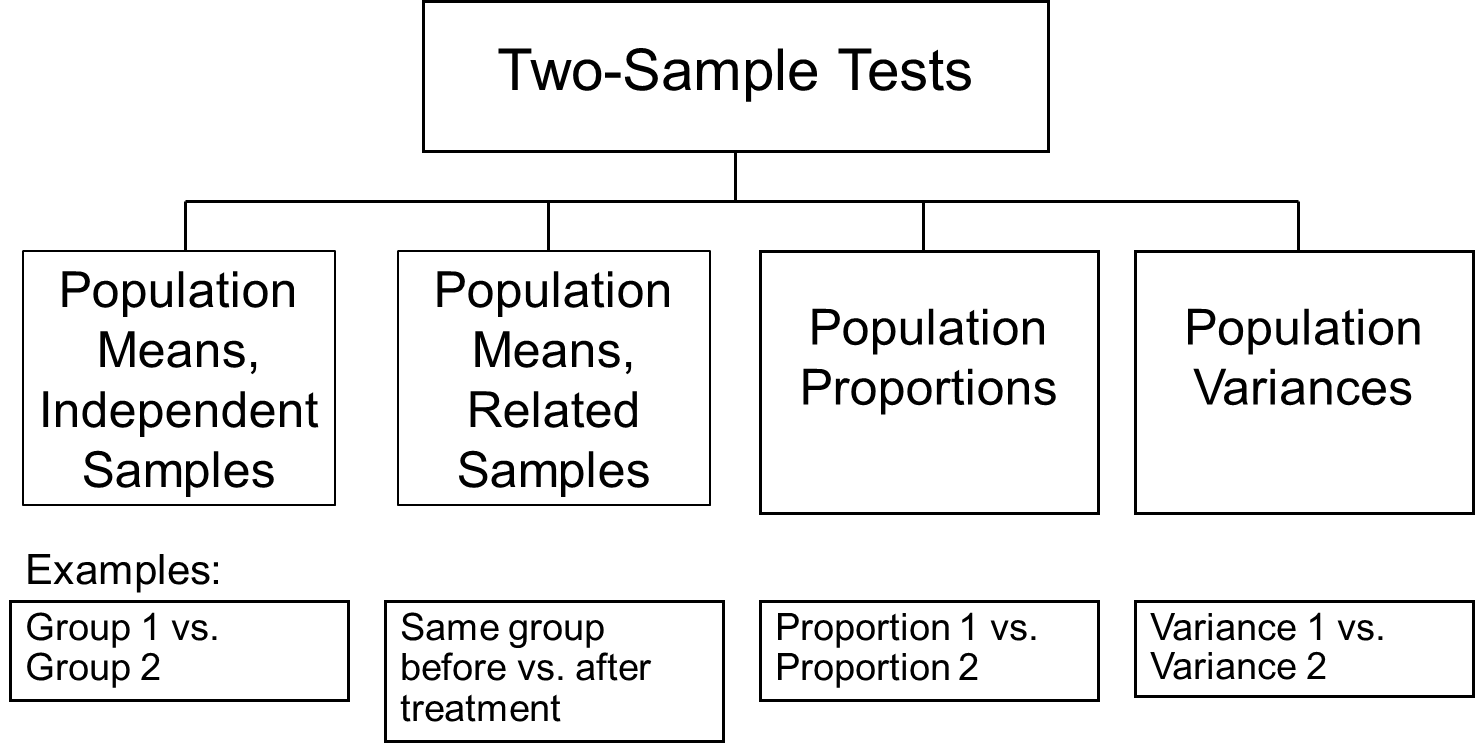 Two-Sample Tests
Population
Means,
Independent
Samples
Population
Means,
Related
Samples
Population
Proportions
Population
Variances
Examples:
Group 1 vs.
Group 2
Same group
before vs. after
treatment
Proportion 1 vs.
Proportion 2
Variance 1 vs.
Variance 2